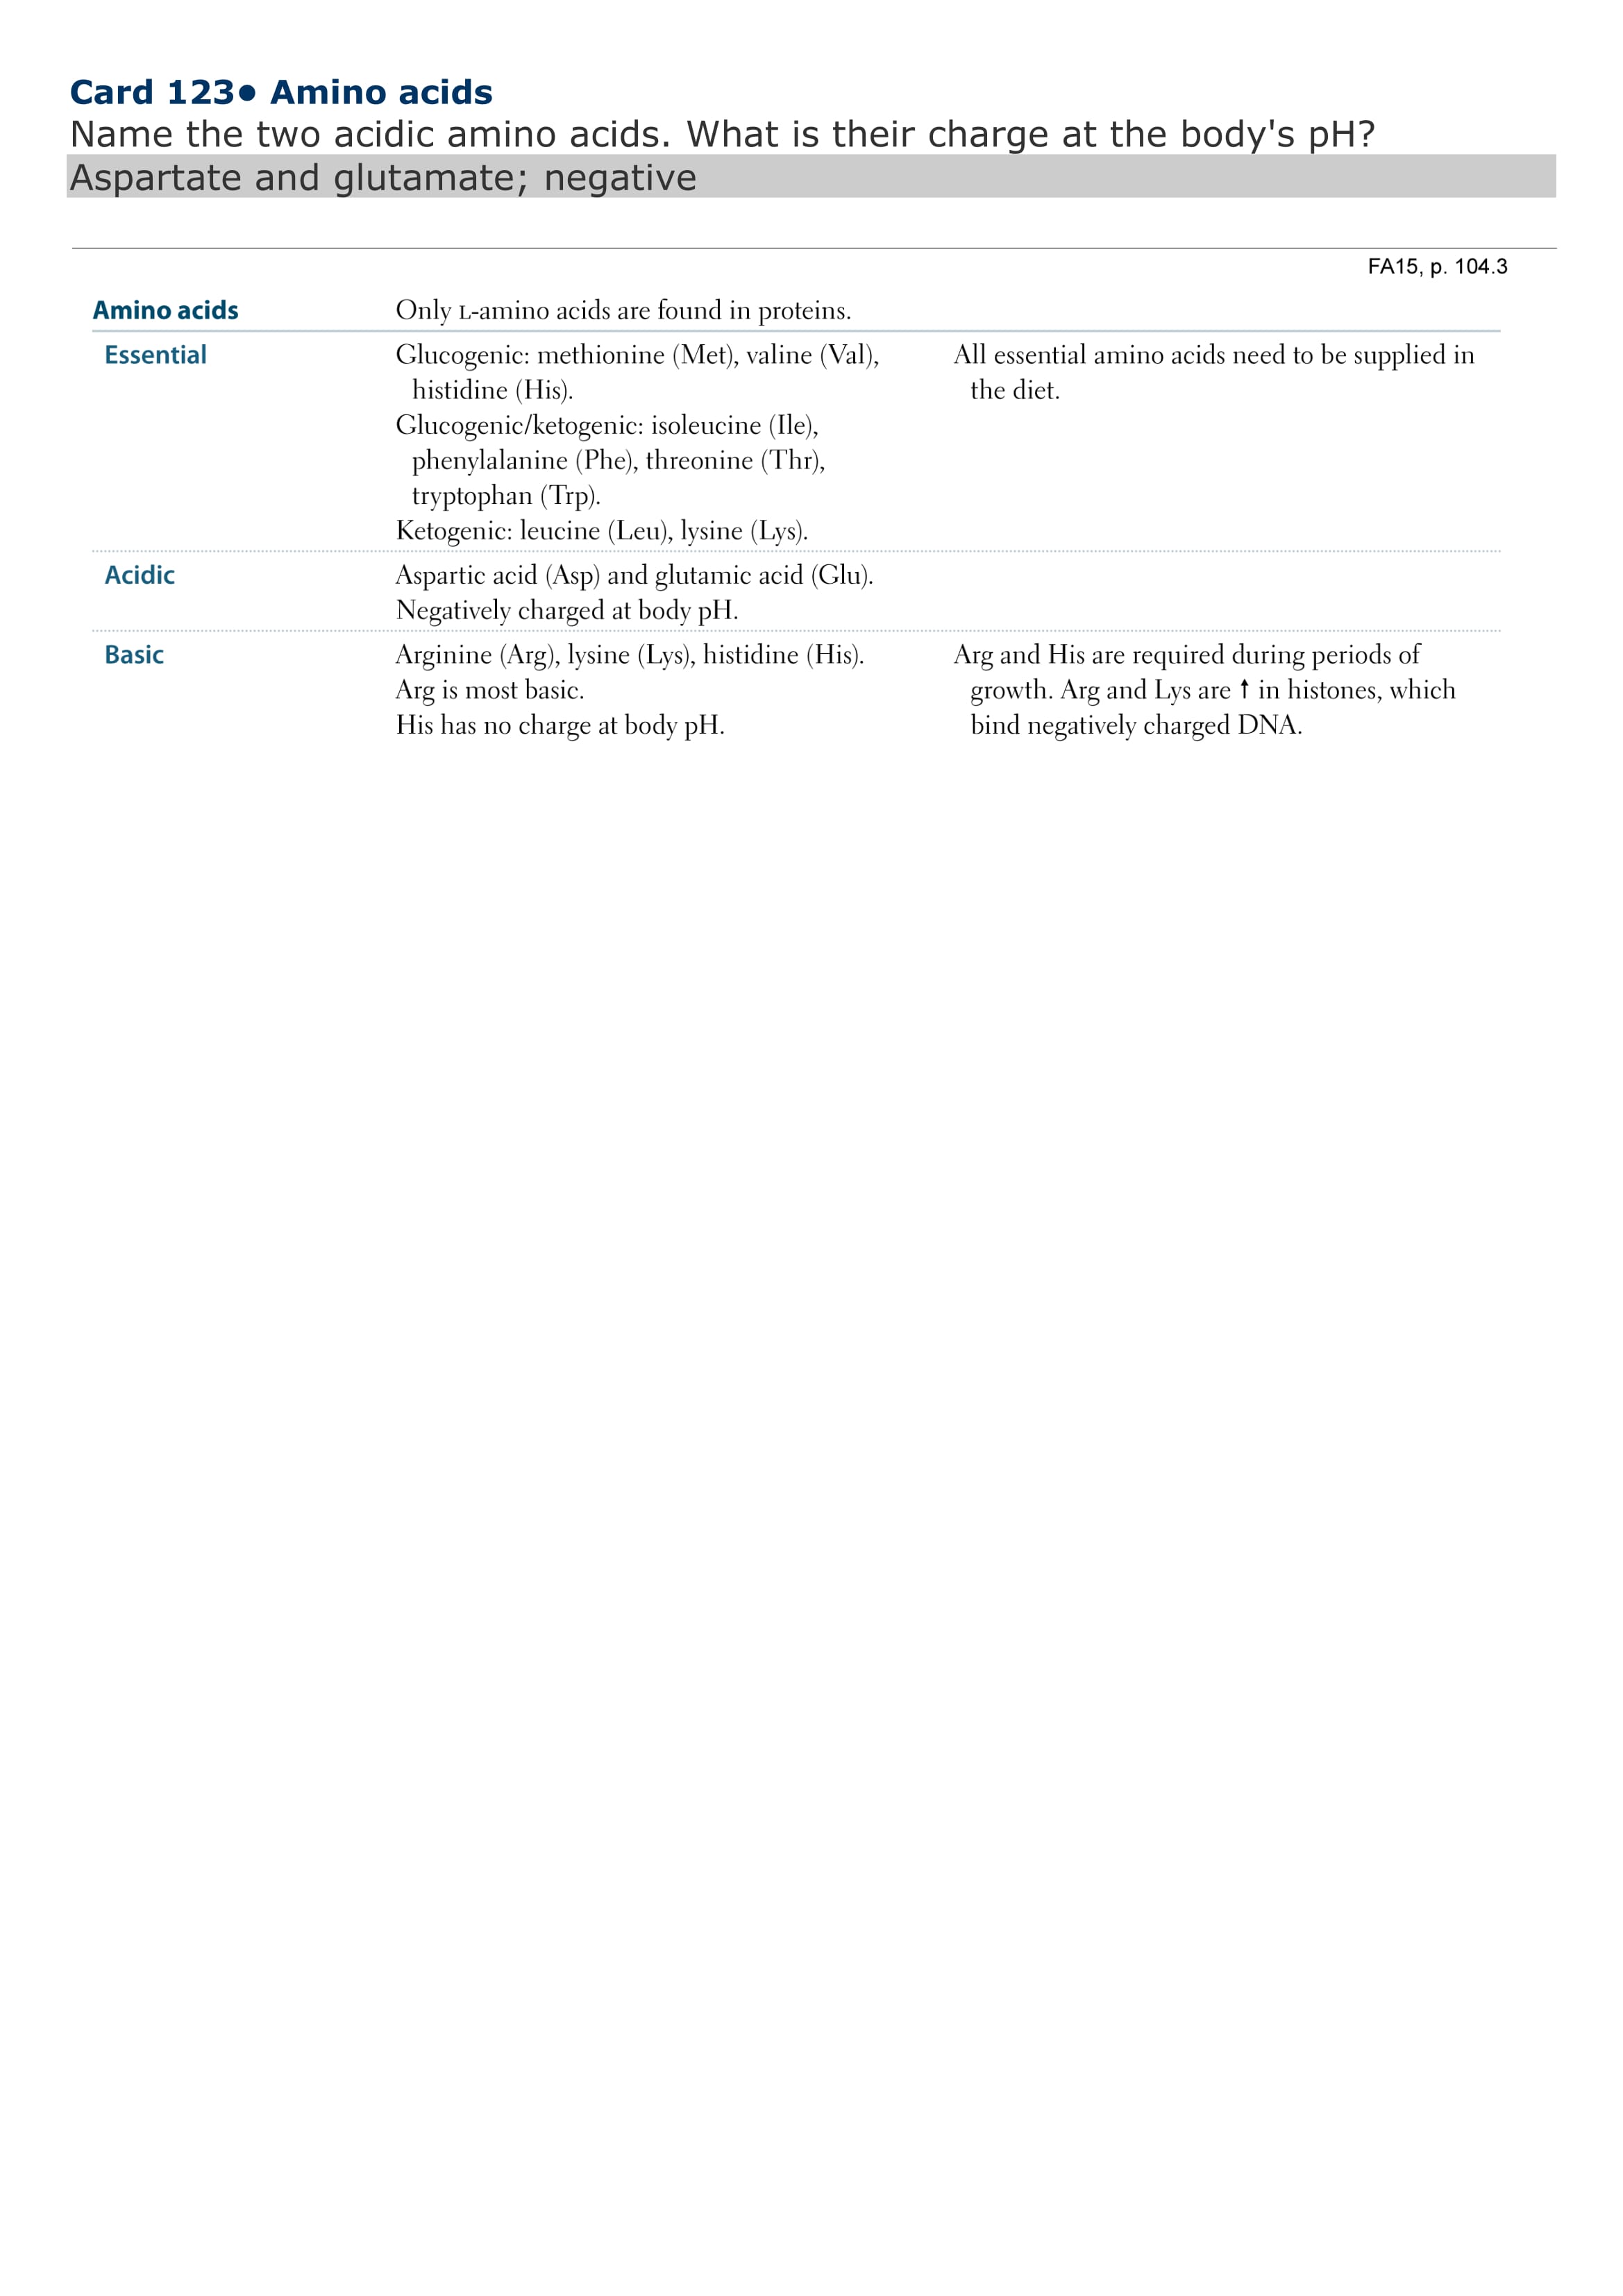 Card 123● Amino acids
Name the two acidic amino acids. What is their charge at the body's pH?
Aspartate and glutamate; negative
FA15, p. 104.3
Amino acids Only L-amino acids are found in proteins.
Essential Glucogenic: methionine (Met), valine (Val), All essential amino acids need to be supplied in
histidine (His). the diet.
Glucogenic/ketogenic: isoleucine (Ile),
phenylalanine (Phe), threonine (Thr),
tryptophan (Trp).
Ketogenic: leucine (Leu), lysine (Lys).
Acidic Aspartic acid (Asp) and glutamic acid (Glu).
Negatively charged at body pH.
Basic Arginine (Arg), lysine (Lys), histidine (His). Arg and His are required during periods of
Arg is most basic. growth. Arg and Lys are ↑ in histones, which
His has no charge at body pH. bind negatively charged DNA.